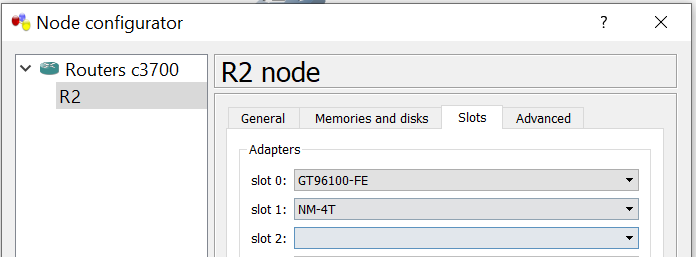 Node configurator
?
Routers c3700
R2
R2 node
General Memories and disks Slots Advanced
Adapters
slot 0: GT96100-FE
slot 1: NM-4T
slot 2: